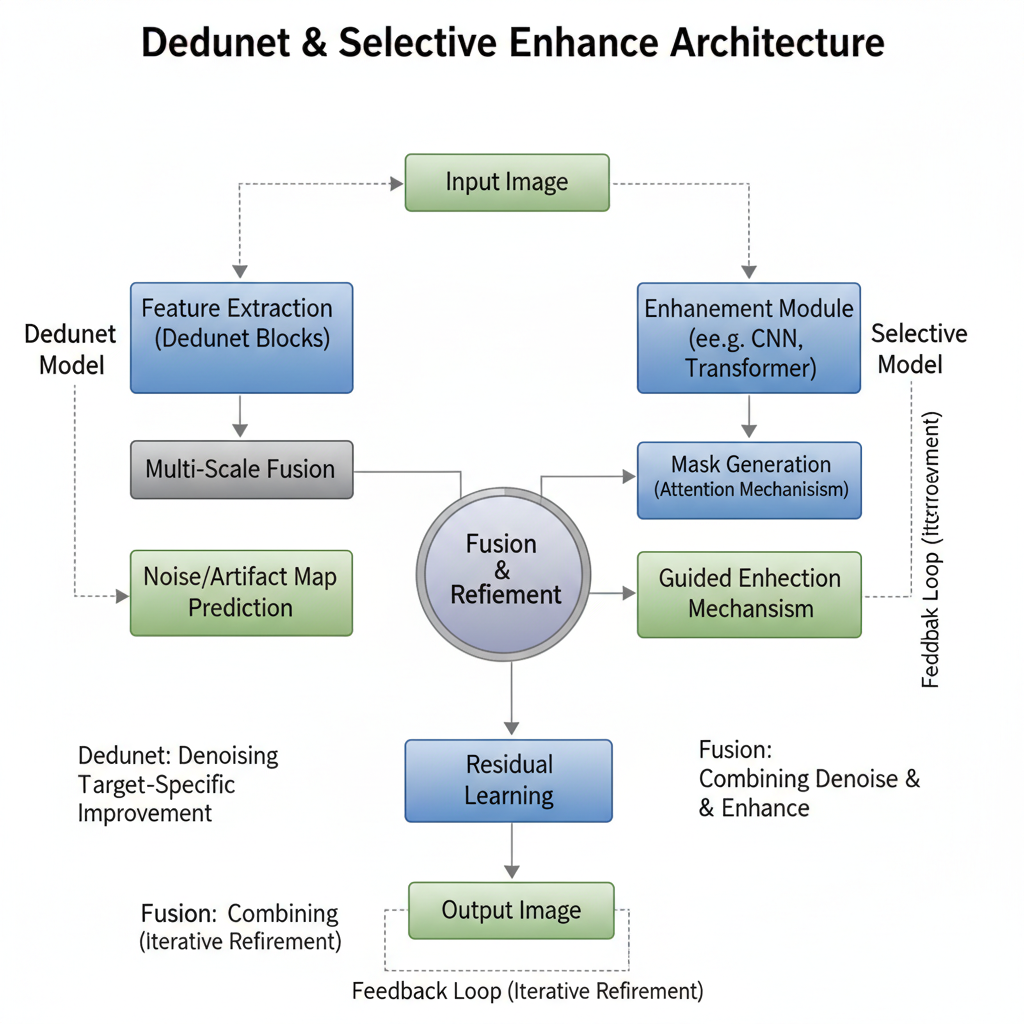 Dedunet & Selective Enhance Architecture
Input Image
Feature Extraction
(Dedunet Blocks)
Dedunet
Model
Enhanement Module
(ee.g. CNN,
Transformer)
Selective
Model
Multi-Scale Fusion
Mask Generation
(Attention Mechanisism)
Fusion
&
Refiement
Noise/Artifact Map
Prediction
Guided Enhection
Mechansism
Feddbak Loop
Residual
Learning
Dedunet: Denoising
Target-Specific
Improvement
Fusion:
Combining Denoise &
& Enhance
Output Image
Fusion: Combining
(Iterative Refirement)
Feedback Loop (Iterative Refirement)